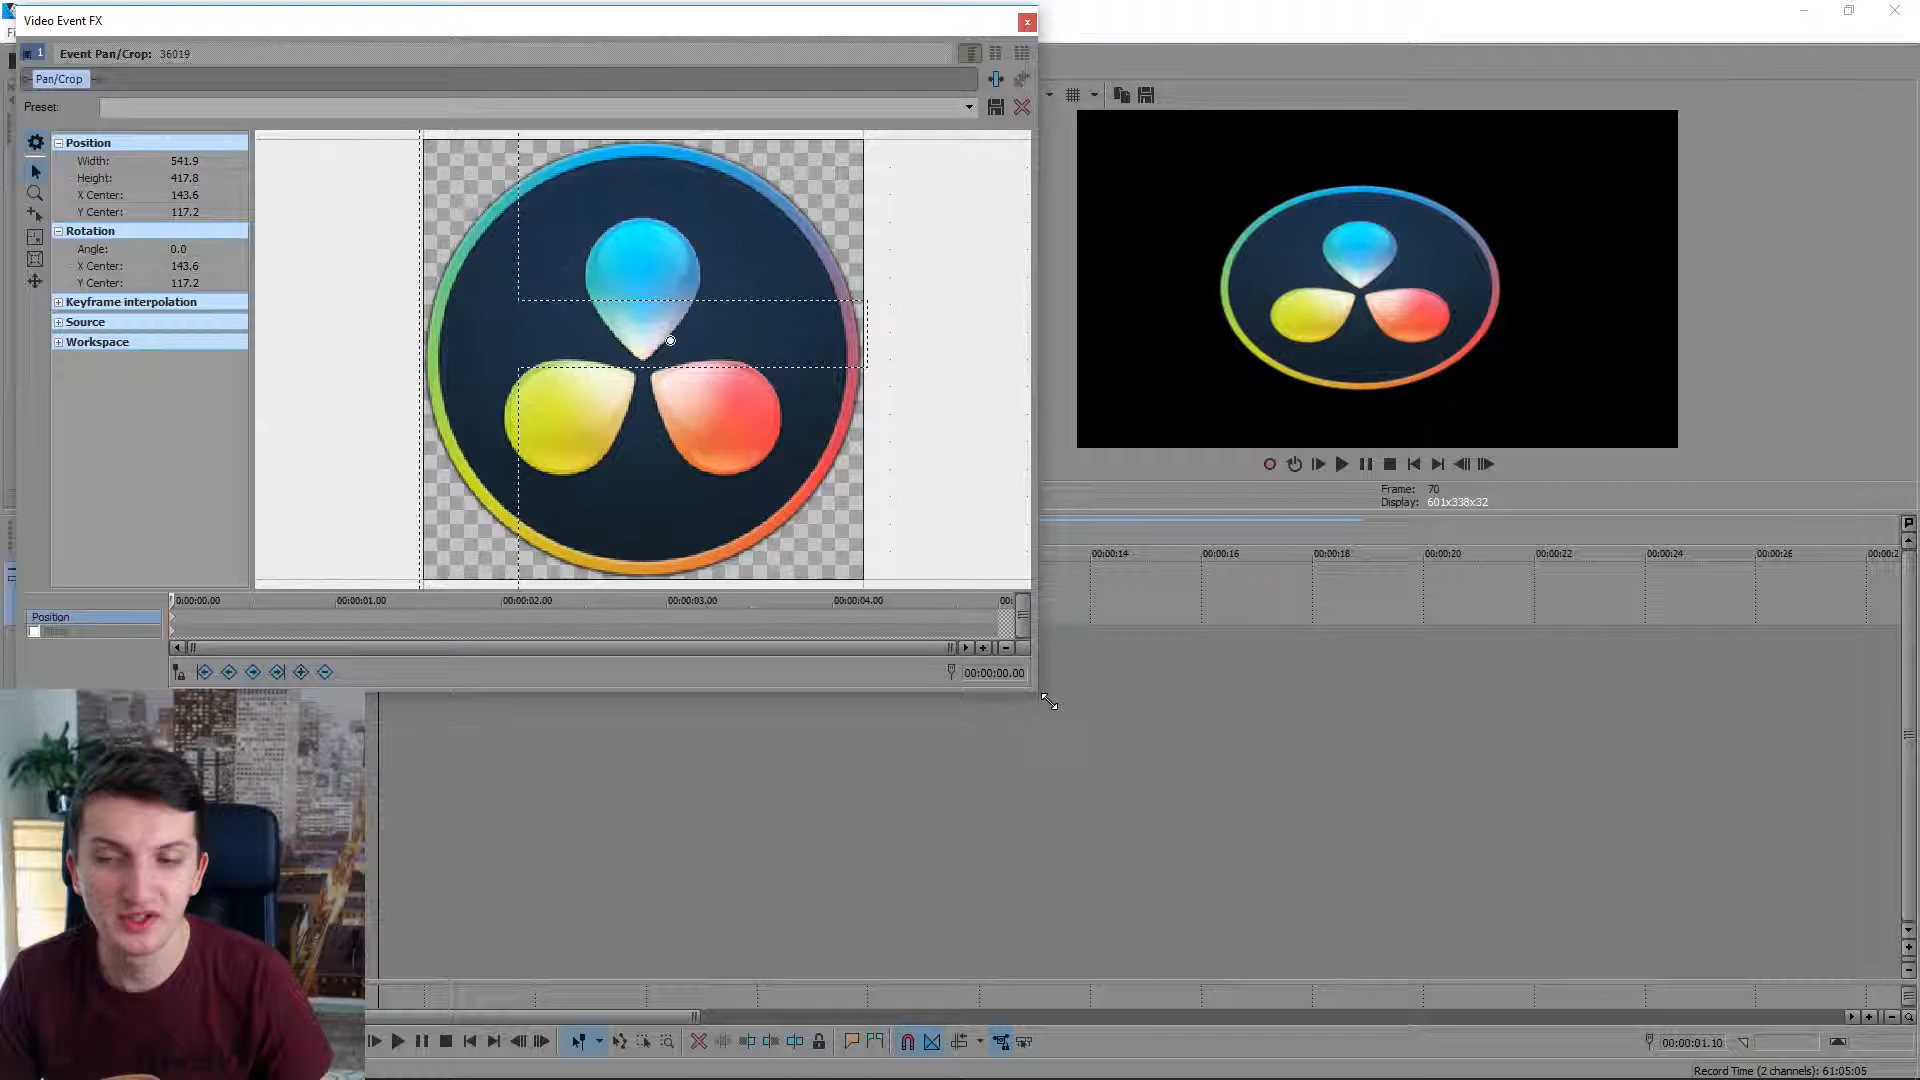 Video Event FX
x
1
Event Pan/Crop: 36019
Pan/Crop
Preset:
Position
Width: 541.9
Height: 417.8
X Center: 143.6
Y Center: 117.2
Rotation
Angle: 0.0
X Center: 143.6
Y Center: 117.2
Keyframe interpolation
Source
Workspace
Frame: 70
Display: 601x338x32
00:00:14 00:00:16 00:00:18 00:00:20 00:00:22 00:00:24 00:00:26 00:00:2
0:00:00.00 00:00:01.00 00:00:02.00 00:00:03.00 00:00:04.00 00:
Position
00:00:00.00
00:00:01.10
Record Time (2 channels): 61:05:05